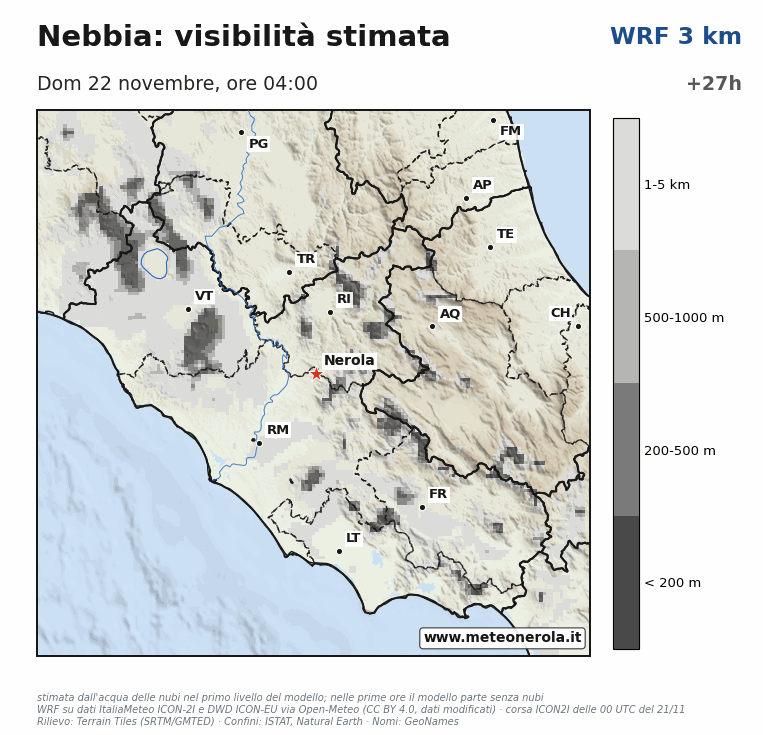 Nebbia: visibilità stimata
WRF 3 km
Dom 22 novembre, ore 04:00
+27h
FM
PG
AP
TE
TR
VT
RI
AQ
CH
Nerola
RM
FR
LT
1-5 km
500-1000 m
200-500 m
< 200 m
www.meteonerola.it
stimata dall'acqua delle nubi nel primo livello del modello; nelle prime ore il modello parte senza nubi
WRF su dati ItaliaMeteo ICON-2I e DWD ICON-EU via Open-Meteo (CC BY 4.0, dati modificati) · corsa ICON2I delle 00 UTC del 21/11
Rilievo: Terrain Tiles (SRTM/GMTED) · Confini: ISTAT, Natural Earth · Nomi: GeoNames